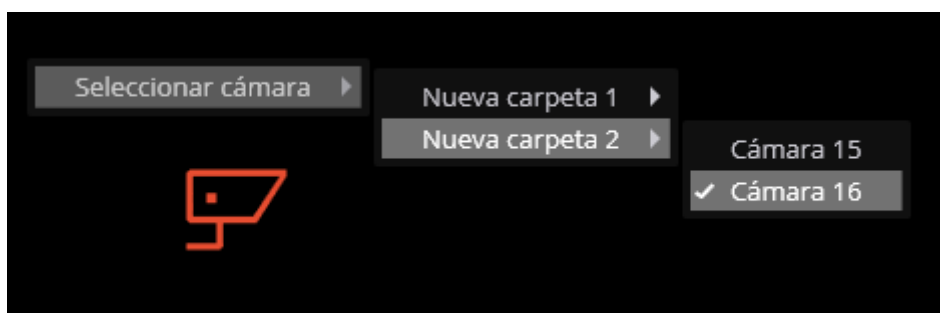 Seleccionar cámara
Nueva carpeta 1
Nueva carpeta 2
Cámara 15
Cámara 16